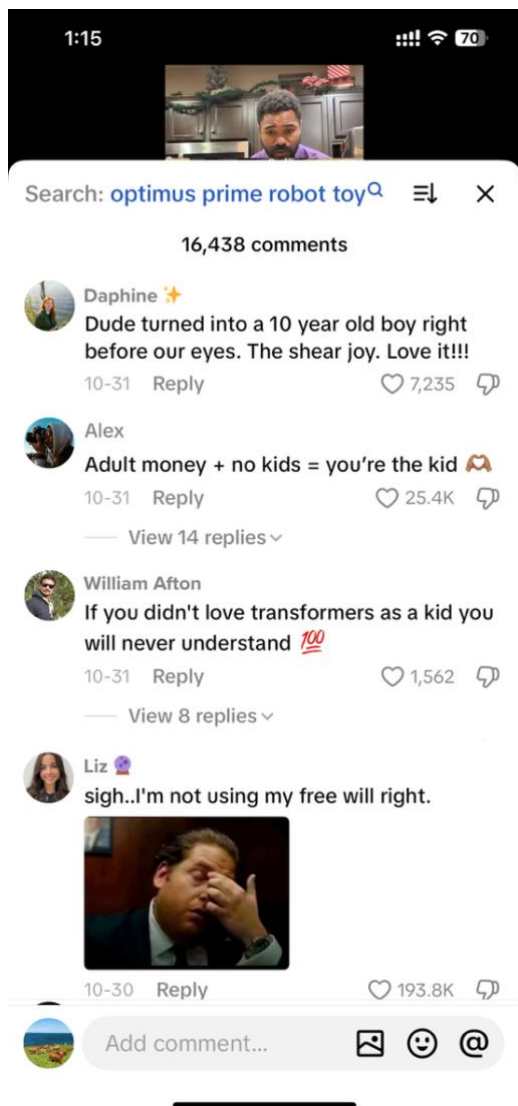 1:15
70
Search: optimus prime robot toy
16,438 comments
Daphine ✨
Dude turned into a 10 year old boy right
before our eyes. The shear joy. Love it!!!
10-31 Reply 7,235
Alex
Adult money + no kids = you’re the kid 🫶🏽
10-31 Reply 25.4K
View 14 replies
William Afton
If you didn't love transformers as a kid you
will never understand 💯
10-31 Reply 1,562
View 8 replies
Liz 🔮
sigh..I'm not using my free will right.
10-30 Reply 193.8K
Add comment...
@